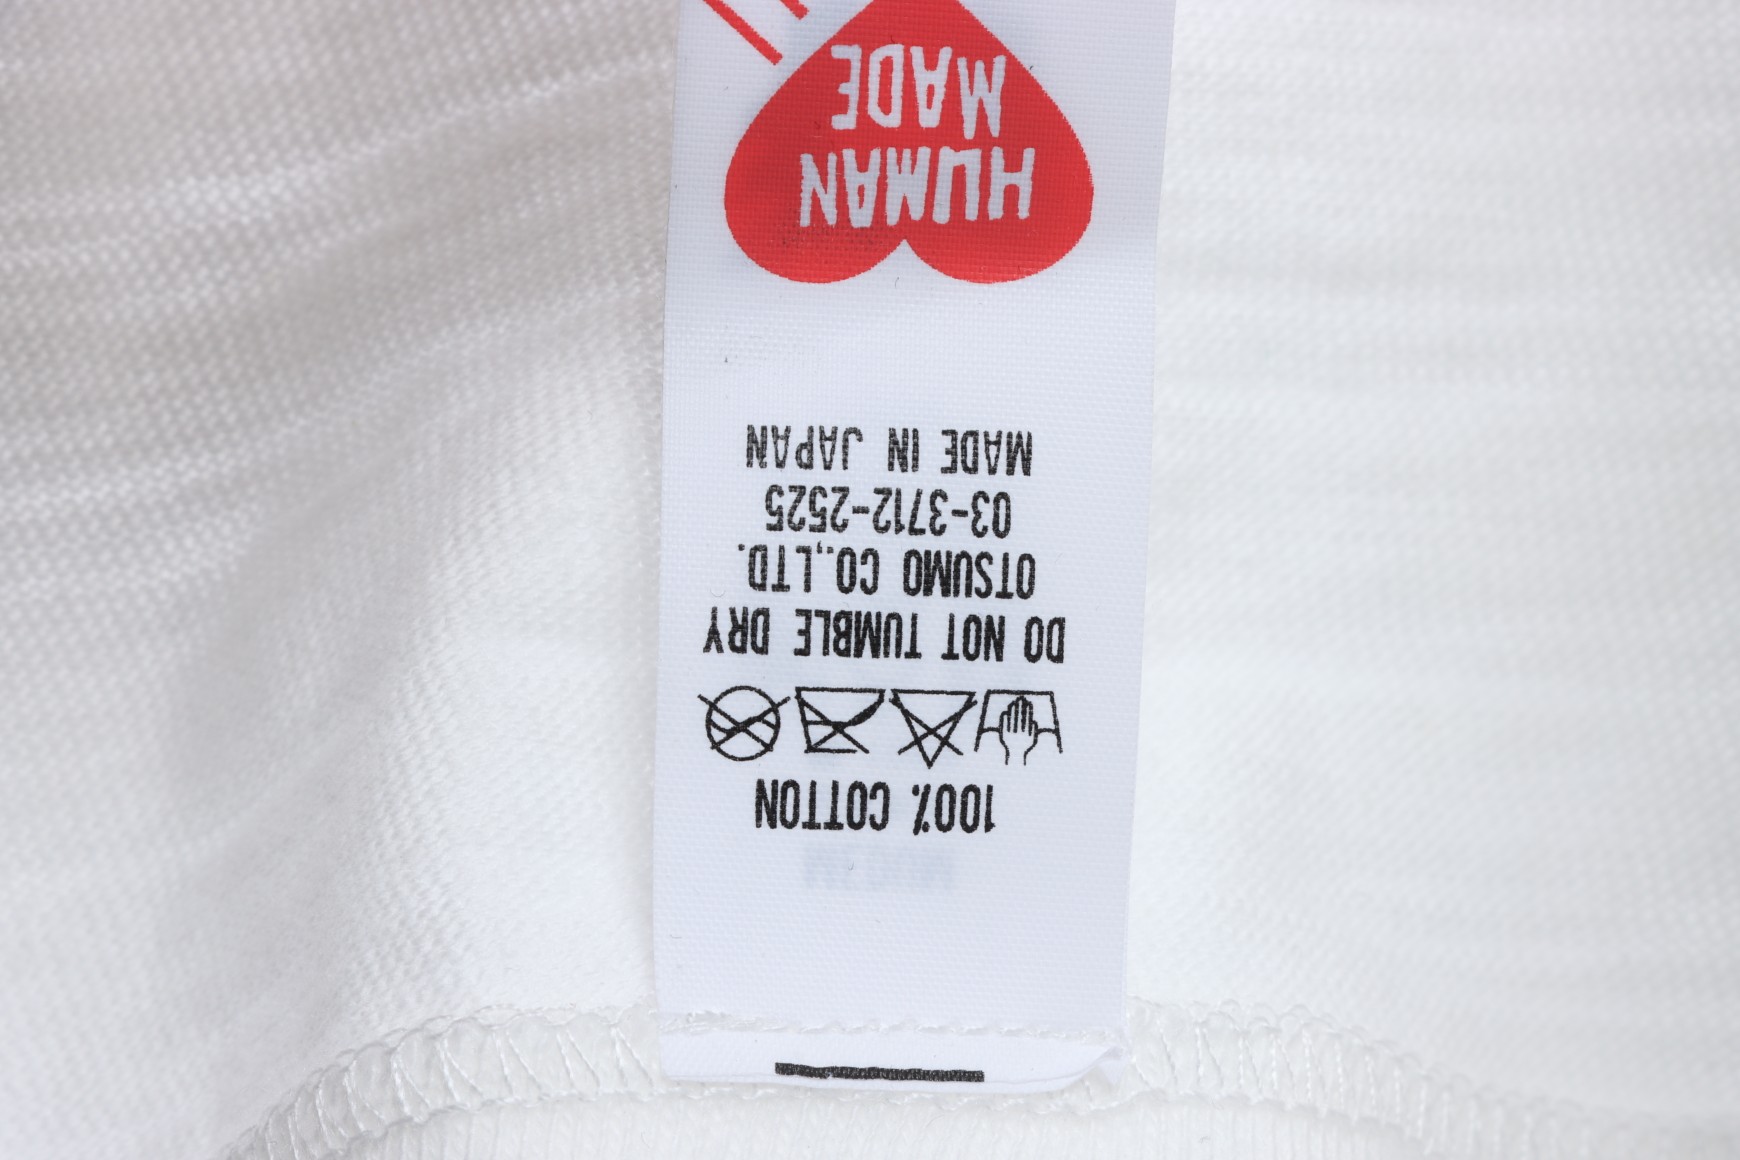 100% COTTON
DO NOT TUMBLE DRY
OTSUMO CO.,LTD.
03-3712-2525
MADE IN JAPAN
HUMAN
MADE